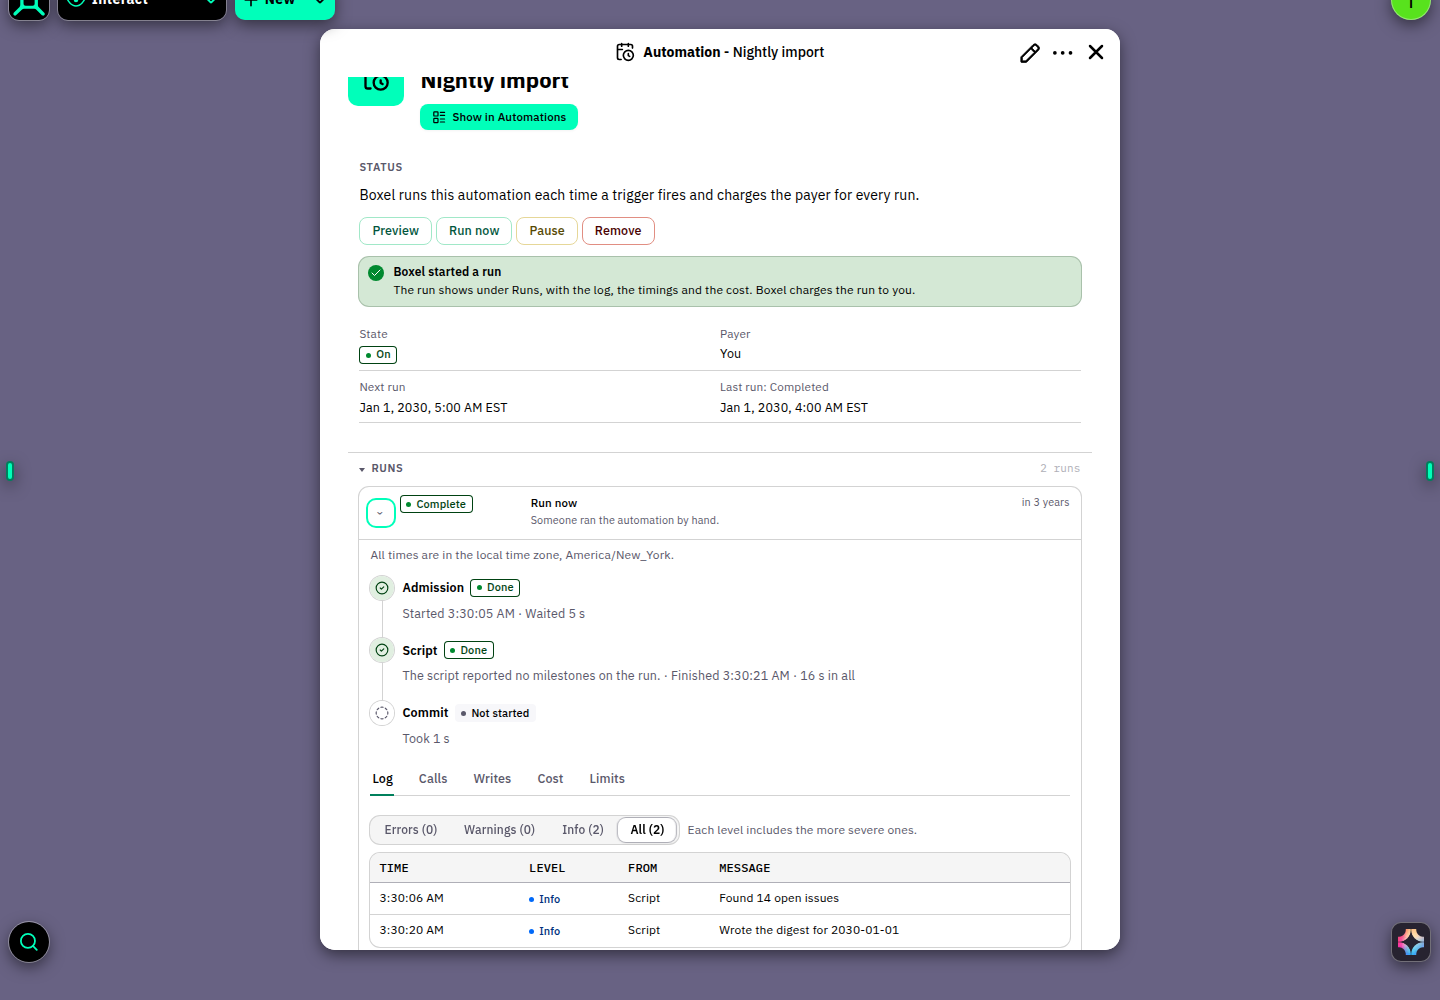 Interact
New
Automation - Nightly import
Nightly import
Show in Automations
STATUS
Boxel runs this automation each time a trigger fires and charges the payer for every run.
Preview Run now Pause Remove
Boxel started a run
The run shows under Runs, with the log, the timings and the cost. Boxel charges the run to you.
State Payer
On You
Next run Last run: Completed
Jan 1, 2030, 5:00 AM EST Jan 1, 2030, 4:00 AM EST
RUNS 2 runs
Complete Run now in 3 years
Someone ran the automation by hand.
All times are in the local time zone, America/New_York.
Admission Done
Started 3:30:05 AM · Waited 5 s
Script Done
The script reported no milestones on the run. · Finished 3:30:21 AM · 16 s in all
Commit Not started
Took 1 s
Log Calls Writes Cost Limits
Errors (0) Warnings (0) Info (2) All (2) Each level includes the more severe ones.
TIME LEVEL FROM MESSAGE
3:30:06 AM Info Script Found 14 open issues
3:30:20 AM Info Script Wrote the digest for 2030-01-01